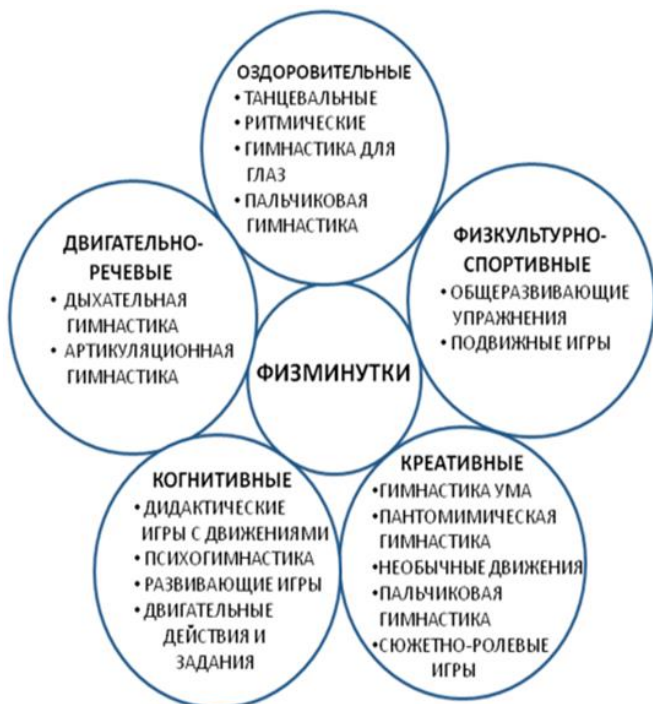 ОЗДОРОВИТЕЛЬНЫЕ
• ТАНЦЕВАЛЬНЫЕ
• РИТМИЧЕСКИЕ
• ГИМНАСТИКА ДЛЯ
ГЛАЗ
• ПАЛЬЧИКОВАЯ
ГИМНАСТИКА
ДВИГАТЕЛЬНО-
РЕЧЕВЫЕ
• ДЫХАТЕЛЬНАЯ
ГИМНАСТИКА
• АРТИКУЛЯЦИОННАЯ
ГИМНАСТИКА
ФИЗКУЛЬТУРНО-
СПОРТИВНЫЕ
• ОБЩЕРАЗВИВАЮЩИЕ
УПРАЖНЕНИЯ
• ПОДВИЖНЫЕ ИГРЫ
ФИЗМИНУТКИ
КОГНИТИВНЫЕ
• ДИДАКТИЧЕСКИЕ
ИГРЫ С ДВИЖЕНИЯМИ
• ПСИХОГИМНАСТИКА
• РАЗВИВАЮЩИЕ ИГРЫ
• ДВИГАТЕЛЬНЫЕ
ДЕЙСТВИЯ И
ЗАДАНИЯ
КРЕАТИВНЫЕ
•ГИМНАСТИКА УМА
•ПАНТОМИМИЧЕСКАЯ
ГИМНАСТИКА
•НЕОБЫЧНЫЕ ДВИЖЕНИЯ
•ПАЛЬЧИКОВАЯ
ГИМНАСТИКА
•СЮЖЕТНО-РОЛЕВЫЕ
ИГРЫ